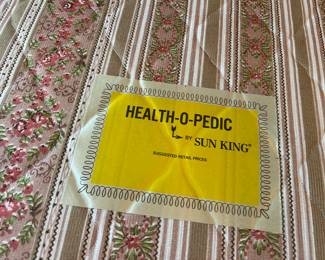 HEALTH-O-PEDIC
BY SUN KING®
SUGGESTED RETAIL PRICES